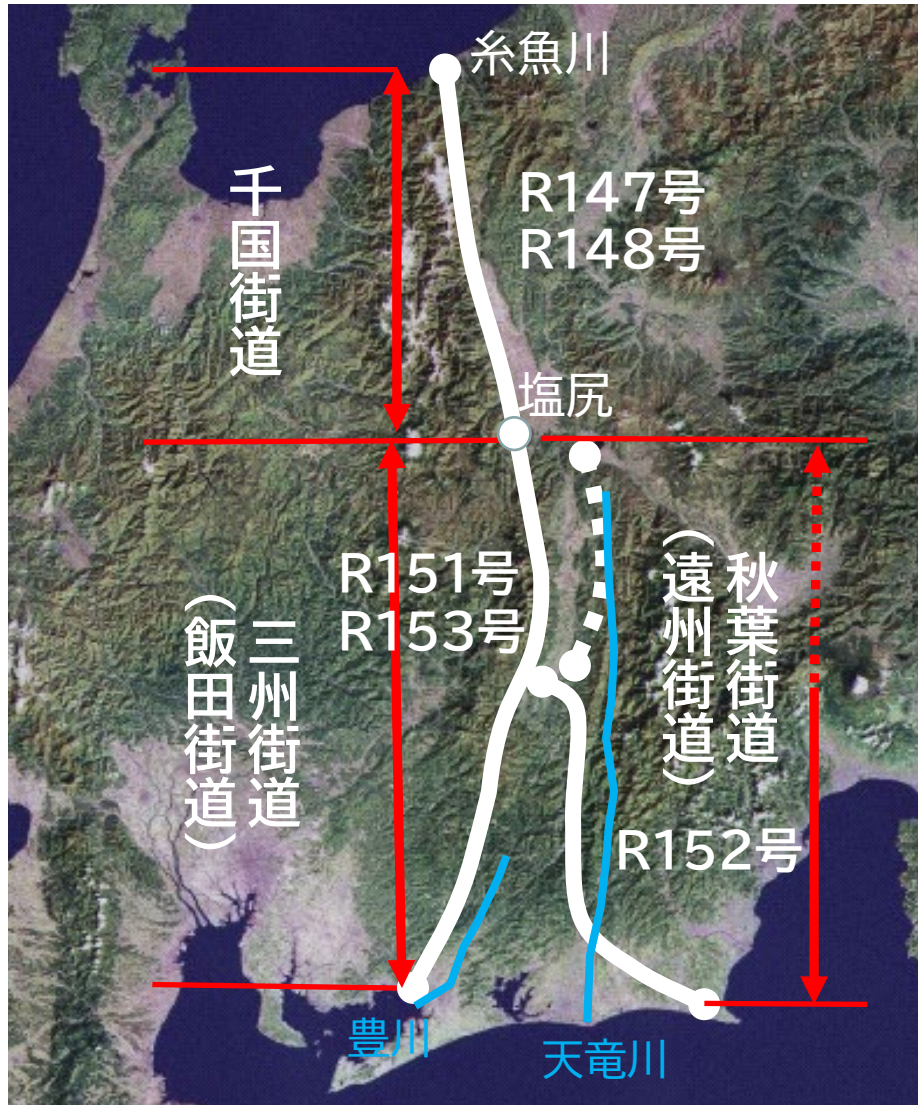 糸魚川
R147号
R148号
千国街道
塩尻
R151号
R153号
三州街道
(飯田街道)
秋葉街道
(遠州街道)
R152号
豊川
天竜川